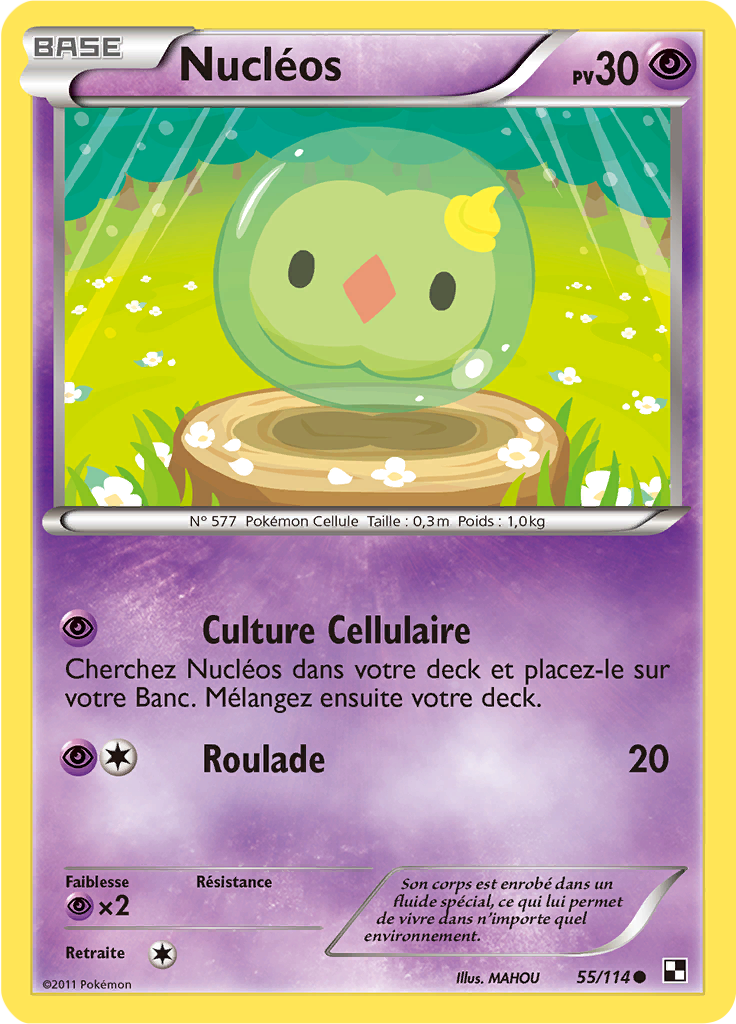 BASE
Nucléos
PV30
N° 577 Pokémon Cellule Taille : 0,3 m Poids : 1,0 kg
Culture Cellulaire
Cherchez Nucléos dans votre deck et placez-le sur
votre Banc. Mélangez ensuite votre deck.
Roulade 20
Faiblesse Résistance
×2
Son corps est enrobé dans un
fluide spécial, ce qui lui permet
de vivre dans n'importe quel
environnement.
Retraite
©2011 Pokémon
Illus. MAHOU
55/114